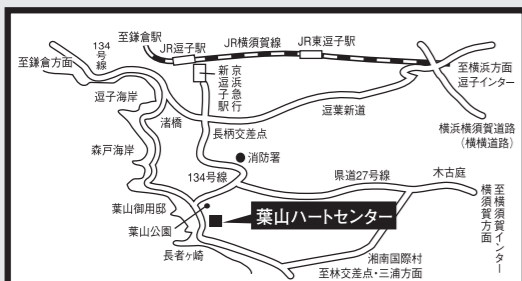 至鎌倉駅
JR逗子駅
JR横須賀線
JR東逗子駅
134号線
至鎌倉方面
京浜急行
新逗子駅
至横浜方面
逗子インター
逗子海岸
渚橋
逗葉新道
横浜横須賀道路
(横横道路)
長柄交差点
森戸海岸
消防署
134号線
県道27号線
木古庭
至横須賀インター
横須賀方面
葉山御用邸
葉山公園
葉山ハートセンター
長者ヶ崎
湘南国際村
至林交差点・三浦方面